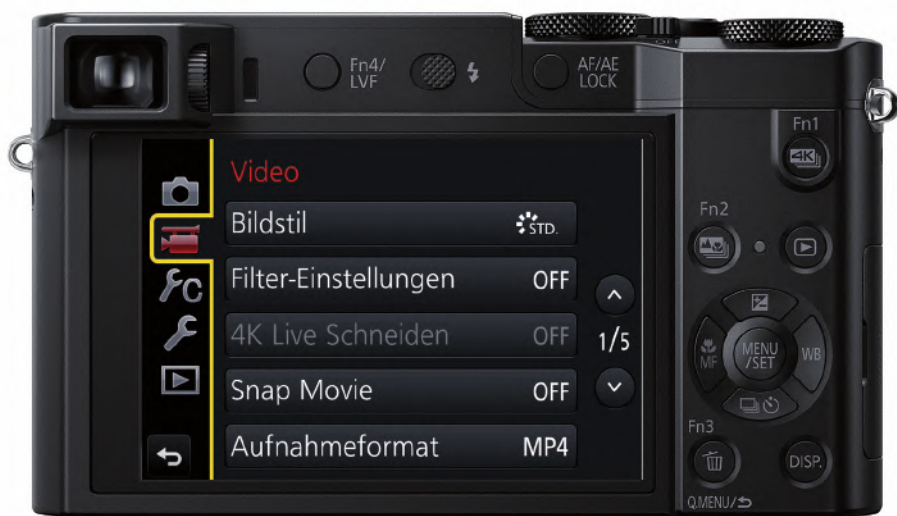 Fn4/
LVF
AF/AE
LOCK
Fn1
4K
Fn2
Video
Bildstil
STD.
Filter-Einstellungen OFF
4K Live Schneiden OFF
1/5
Snap Movie OFF
Aufnahmeformat MP4
C
MF
MENU
/SET
WB
Fn3
DISP.
Q.MENU/